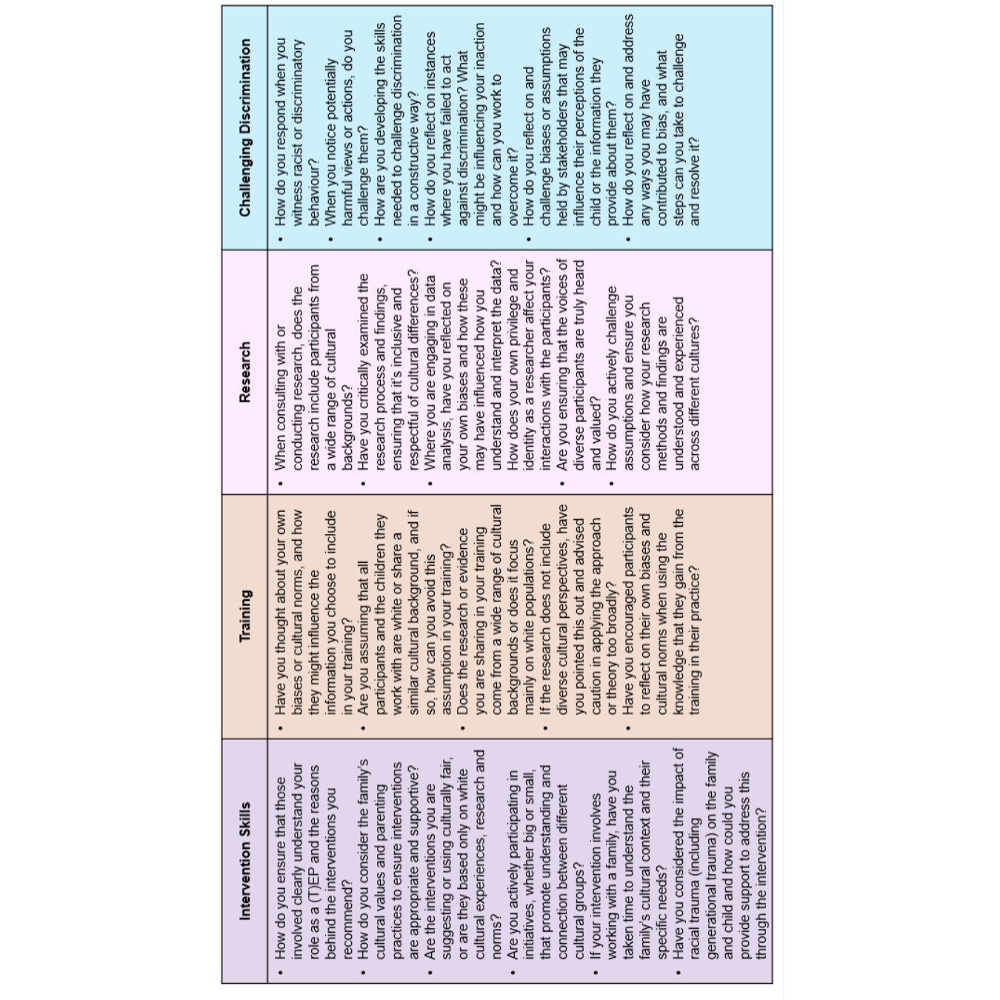 Intervention Skills
• How do you ensure that those
involved clearly understand your
role as a (T)EP and the reasons
behind the interventions you
recommend?
• How do you consider the family's
cultural values and parenting
practices to ensure interventions
are appropriate and supportive?
• Are the interventions you are
suggesting or using culturally fair,
or are they based only on white
cultural experiences, research and
norms?
• Are you actively participating in
initiatives, whether big or small,
that promote understanding and
connection between different
cultural groups?
• If your intervention involves
working with a family, have you
taken time to understand the
family's cultural context and their
specific needs?
• Have you considered the impact of
racial trauma (including
generational trauma) on the family
and child and how could you
provide support to address this
through the intervention?
Training
• Have you thought about your own
biases or cultural norms, and how
they might influence the
information you choose to include
in your training?
• Are you assuming that all
participants and the children they
work with are white or share a
similar cultural background, and if
so, how can you avoid this
assumption in your training?
• Does the research or evidence
you are sharing in your training
come from a wide range of cultural
backgrounds or does it focus
mainly on white populations?
• If the research does not include
diverse cultural perspectives, have
you pointed this out and advised
caution in applying the approach
or theory too broadly?
• Have you encouraged participants
to reflect on their own biases and
cultural norms when using the
knowledge that they gain from the
training in their practice?
Research
• When consulting with or
conducting research, does the
research include participants from
a wide range of cultural
backgrounds?
• Have you critically examined the
research process and findings,
ensuring that it's inclusive and
respectful of cultural differences?
• Where you are engaging in data
analysis, have you reflected on
your own biases and how these
may have influenced how you
understand and interpret the data?
How does your own privilege and
identity as a researcher affect your
interactions with the participants?
• Are you ensuring that the voices of
diverse participants are truly heard
and valued?
• How do you actively challenge
assumptions and ensure you
consider how your research
methods and findings are
understood and experienced
across different cultures?
Challenging Discrimination
• How do you respond when you
witness racist or discriminatory
behaviour?
• When you notice potentially
harmful views or actions, do you
challenge them?
• How are you developing the skills
needed to challenge discrimination
in a constructive way?
• How do you reflect on instances
where you have failed to act
against discrimination? What
might be influencing your inaction
and how can you work to
overcome it?
• How do you reflect on and
challenge biases or assumptions
held by stakeholders that may
influence their perceptions of the
child or the information they
provide about them?
• How do you reflect on and address
any ways you may have
contributed to bias, and what
steps can you take to challenge
and resolve it?